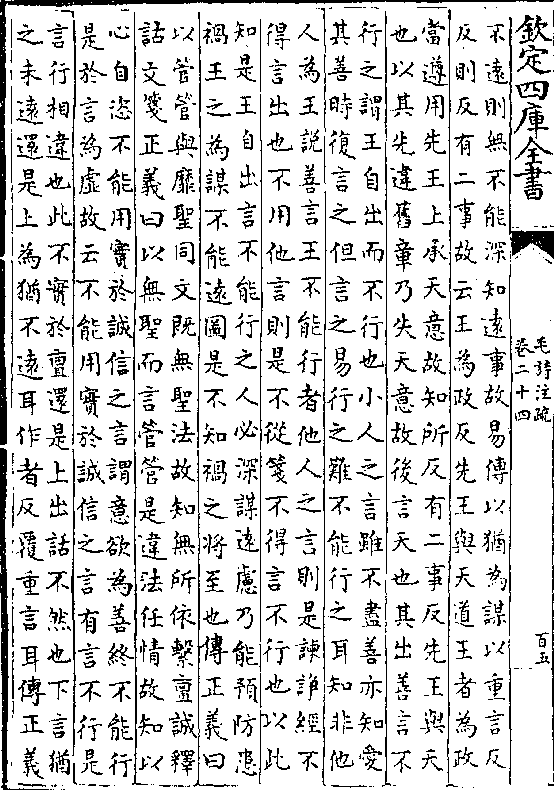 欽定四庫全書
毛詩注疏
卷二十四
百五
不遠則無不能深知遠事故易傳以猶為謀以重言反
反則反有二事故云王為政反先王與天道王者為政
當遵用先王上承天意故知所反有二事反先王與天
也以其先違舊章乃失天意故後言天也其出善言不
行之謂王自出而不行也小人之言雖不盡善亦知愛
其善時復言之但言之易行之難不能行之耳知非他
人為王說善言王不能行者他人之言則是諫諍經不
得言出也不用他言則是不從箋不得言不行也以此
知是王自出言不能行之人必深謀遠慮乃能預防患
禍王之為謀不能遠圖是不知禍之將至也傳正義曰
以管管與靡聖同文既無聖法故知無所依繫亶誠釋
詁文箋正義曰以無聖而言管管是違法任情故知以
心自恣不能用實於誠信之言謂意欲為善終不能行
是於言為虛故云不能用實於誠信之言有言不行是
言行相違也此不實於亶還是上出話不然也下言猶
之未遠還是上為猶不遠耳作者反覆重言耳傳正義